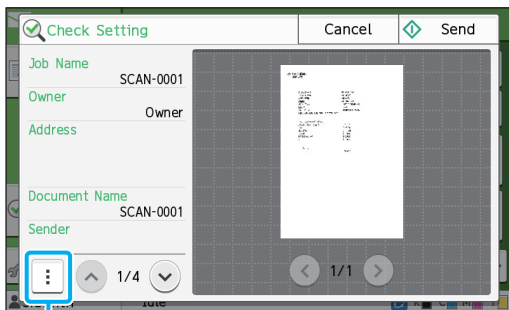 Check Setting
Cancel
Send
Job Name
SCAN-0001
Owner
Owner
Address
Document Name
SCAN-0001
Sender
1/4
1/1
Idle